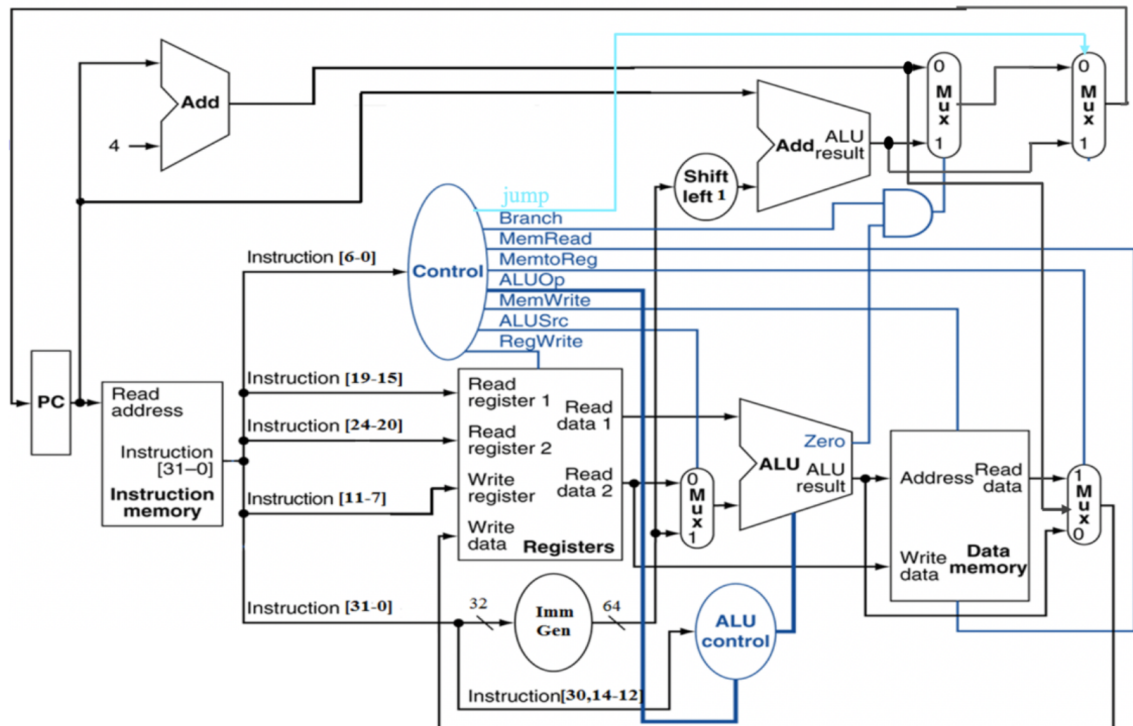 jump
0
M
u
x
1
0
M
u
x
1
Add
4
Add
ALU
result
Shift
left 1
Branch
MemRead
MemtoReg
ALUOp
MemWrite
ALUSrc
RegWrite
Control
Instruction [6-0]
PC
Read
address
Instruction
[31–0]
Instruction
memory
Instruction [19-15]
Instruction [24-20]
Instruction [11-7]
Instruction [31-0]
Read
register 1
Read
register 2
Write
register
Write
data
Read
data 1
Read
data 2
Registers
0
M
u
x
1
Zero
ALU
ALU
result
Address
Read
data
Write
data
Data
memory
1
M
u
x
0
32
Imm
Gen
64
ALU
control
Instruction[30,14-12]